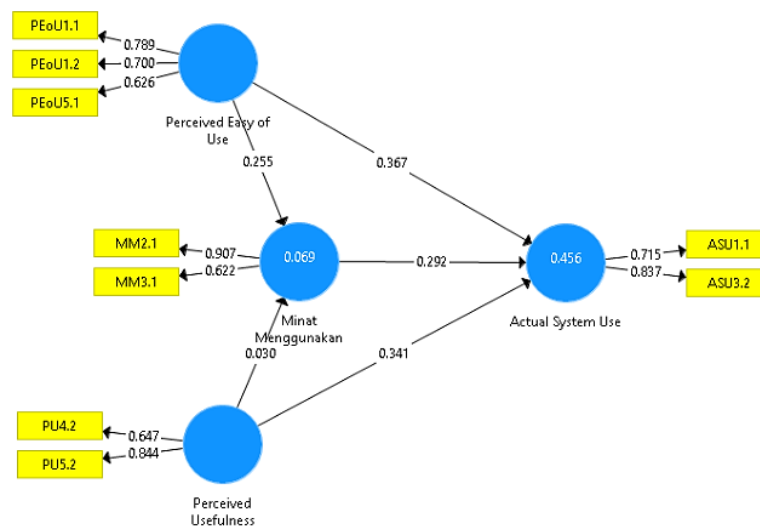 PEoU1.1
0.789
PEoU1.2
0.700
PEoU5.1
0.626
Perceived Easy of
Use
0.255
0.367
MM2.1
0.907
MM3.1
0.622
0.069
Minat
Menggunakan
0.292
0.456
Actual System Use
0.715
ASU1.1
0.837
ASU3.2
0.030
0.341
PU4.2
0.647
PU5.2
0.844
Perceived
Usefulness